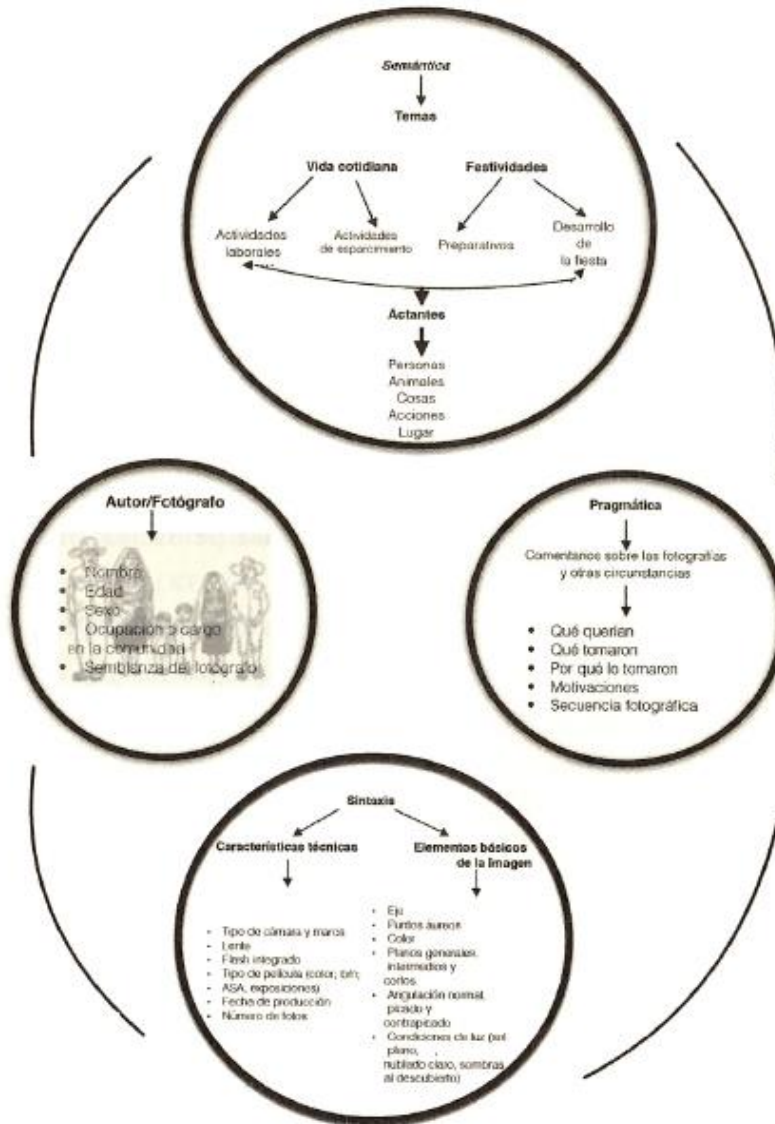 Semántica
Temas
Vida cotidiana
Festividades
Actividades
laborales
Actividades
de esparcimiento
Preparativos
Desarrollo
de
la fiesta
Actantes
Personas
Animales
Cosas
Acciones
Lugar
Autor/Fotógrafo
• Nombre
• Edad
• Sexo
• Ocupación o cargo
en la comunidad
• Semblanza del fotógrafo
Pragmática
Comentarios sobre las fotografías
y otras circunstancias
• Qué querían
• Qué tomaron
• Por qué lo tomaron
• Motivaciones
• Secuencia fotográfica
Sintaxis
Características técnicas
- Tipo de cámara y marca
- Lente
- Flash integrado
- Tipo de película (color, b/n;
- ASA, exposiciones)
- Fecha de producción
- Número de fotos
Elementos básicos
de la imagen
• Eje
• Puntos áureos
• Color
• Planos generales,
intermedios y
cortos
• Angulación normal,
picado y
contrapicado
• Condiciones de luz (sol
pleno,
nublado claro, sombras
al descubierto)